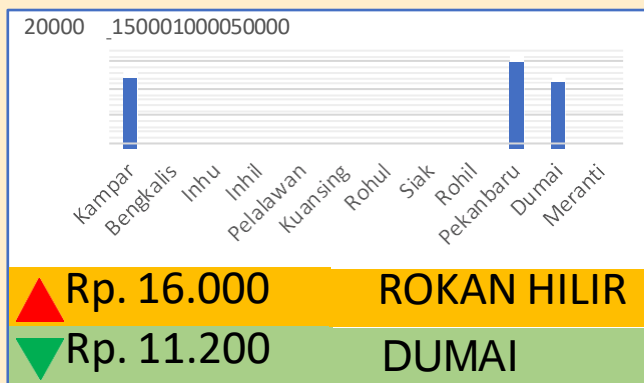 20000 150001000050000
Kampar
Bengkalis
Inhu
Inhil
Pelalawan
Kuansing
Rohul
Siak
Rohil
Pekanbaru
Dumai
Meranti
Rp. 16.000 ROKAN HILIR
Rp. 11.200 DUMAI